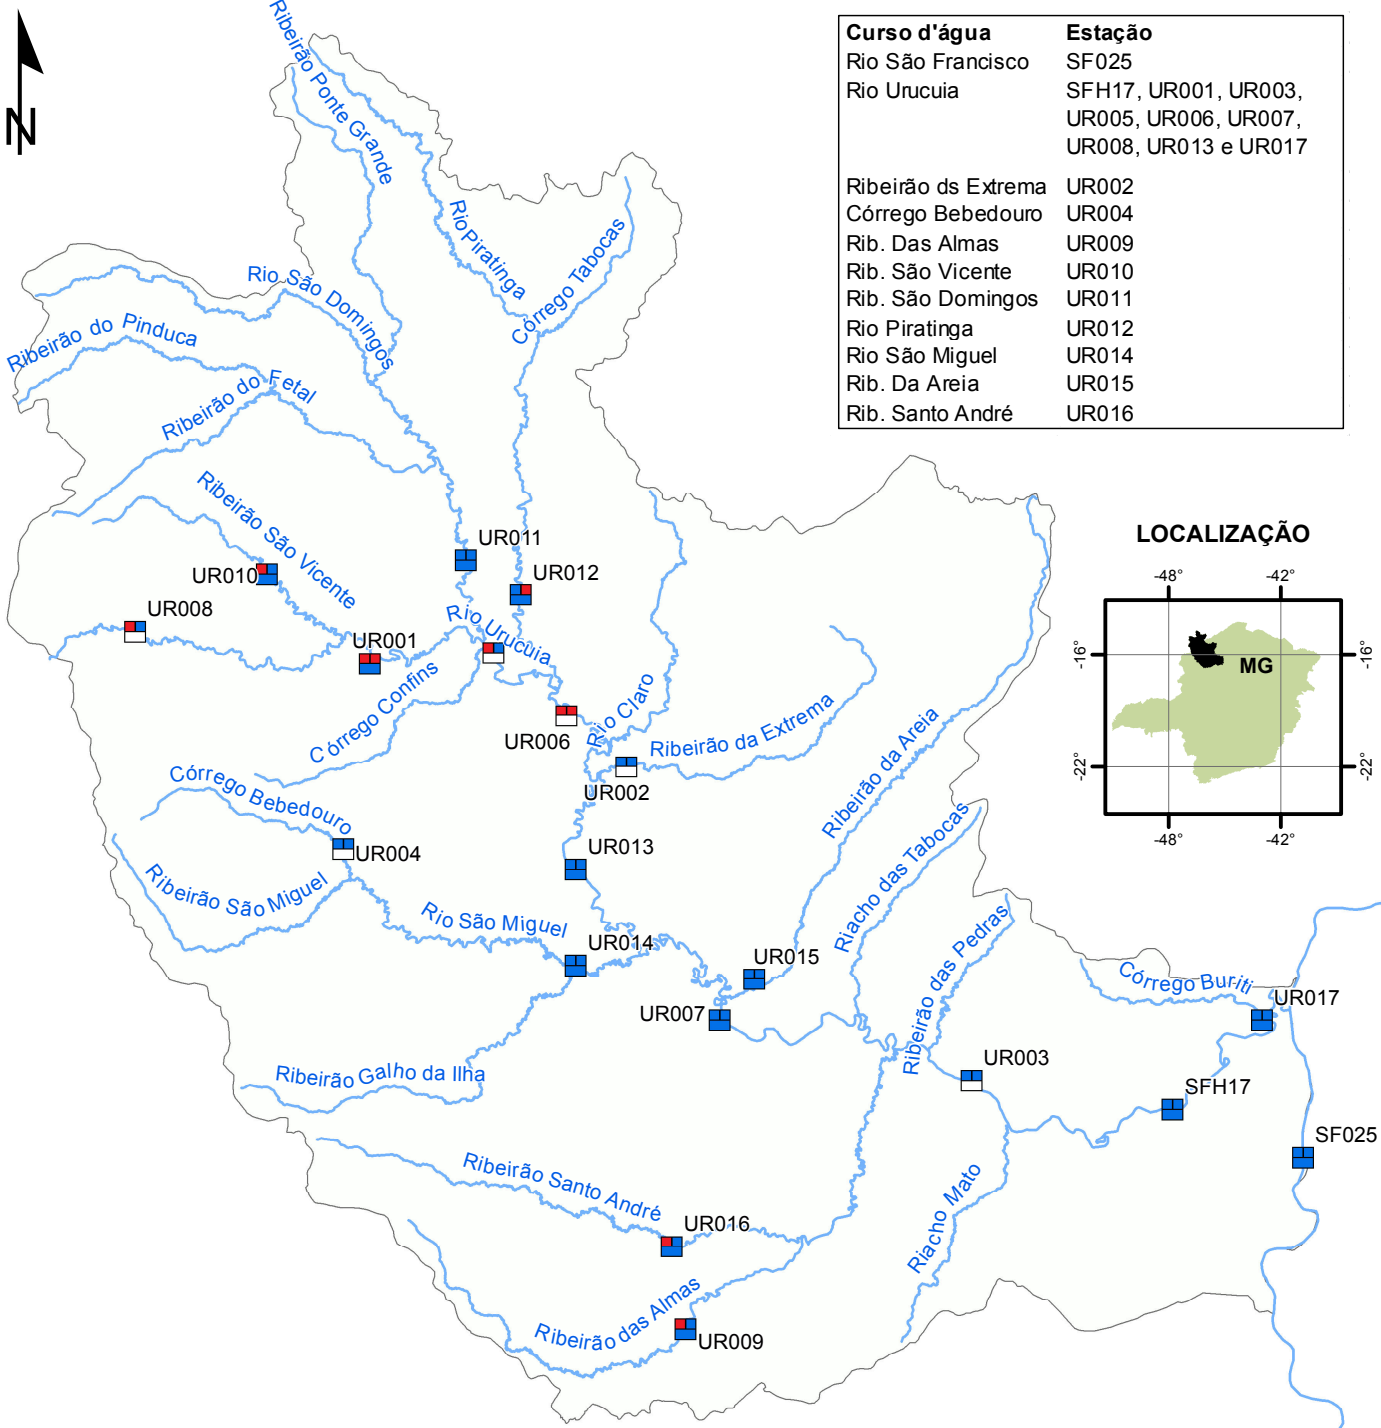 N
Curso d'água Estação
Rio São Francisco SF025
Rio Urucuia SFH17, UR001, UR003,
UR005, UR006, UR007,
UR008, UR013 e UR017
Ribeirão ds Extrema UR002
Córrego Bebedouro UR004
Rib. Das Almas UR009
Rib. São Vicente UR010
Rib. São Domingos UR011
Rio Piratinga UR012
Rio São Miguel UR014
Rib. Da Areia UR015
Rib. Santo André UR016
Ribeirão Ponte Grande
Rio Piratinga
Córrego Tabocas
Rio São Domingos
Ribeirão do Pinduca
Ribeirão do Fetal
Ribeirão São Vicente
UR011
UR010
UR012
UR008
Rio Urucuia
UR001
Córrego Confins
UR006
Rio Claro
Ribeirão da Extrema
UR002
Ribeirão da Areia
Córrego Bebedouro
UR004
UR013
Ribeirão São Miguel
Rio São Miguel
UR014
Riacho das Tabocas
UR015
UR007
Ribeirão das Pedras
Córrego Buriti
UR017
UR003
SFH17
SF025
Ribeirão Galho da Ilha
Ribeirão Santo André
UR016
Riacho Mato
Ribeirão das Almas
UR009
LOCALIZAÇÃO
-48° -42°
-16° -16°
MG
-22° -22°
-48° -42°